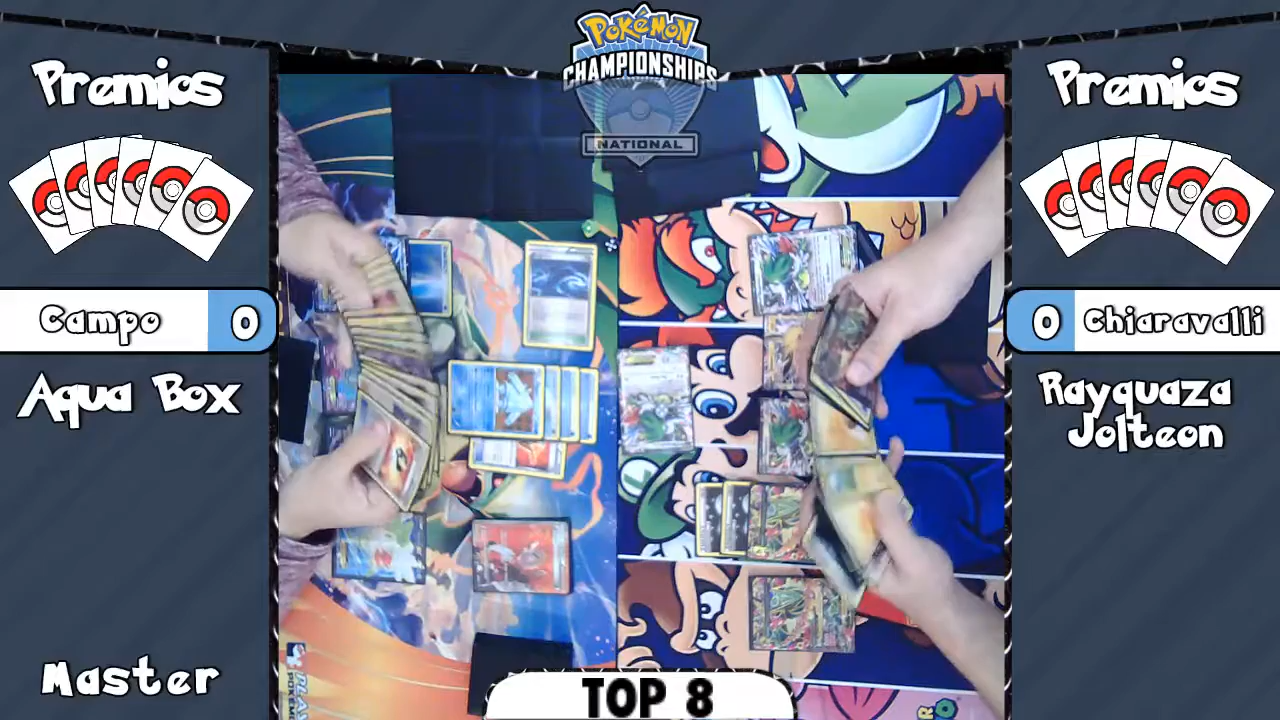 POKéMON
CHAMPIONSHIPS
NATIONAL
Premios
Premios
Campo 0
0 Chiaravalli
Aqua Box
Rayquaza
Jolteon
Master
TOP 8